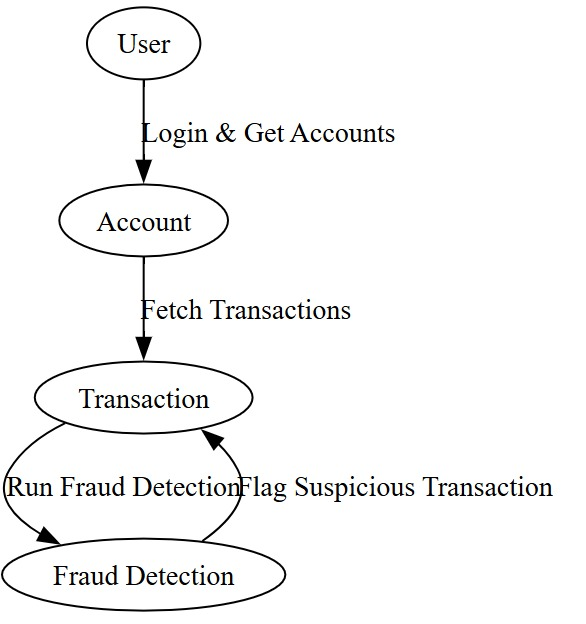 User
Login & Get Accounts
Account
Fetch Transactions
Transaction
Run Fraud Detection
Flag Suspicious Transaction
Fraud Detection